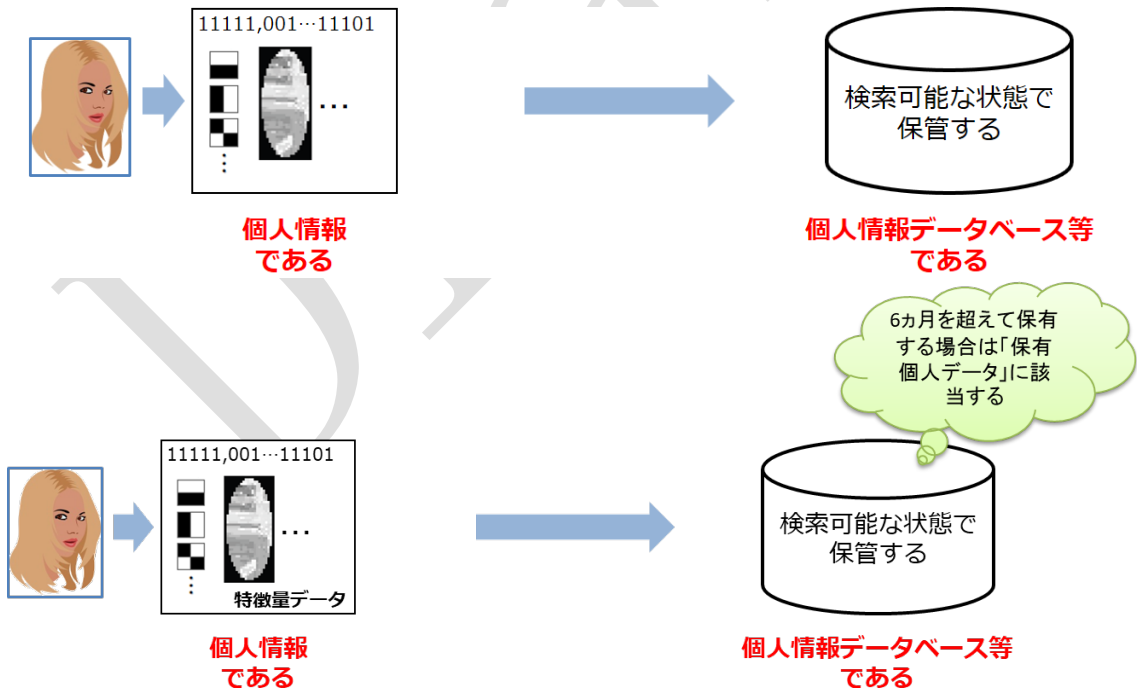 11111,001…11101
…
⋮
検索可能な状態で
保管する
個人情報
である
個人情報データベース等
である
6ヵ月を超えて保有
する場合は「保有
個人データ」に該
当する
11111,001…11101
…
⋮
特徴量データ
検索可能な状態で
保管する
個人情報
である
個人情報データベース等
である